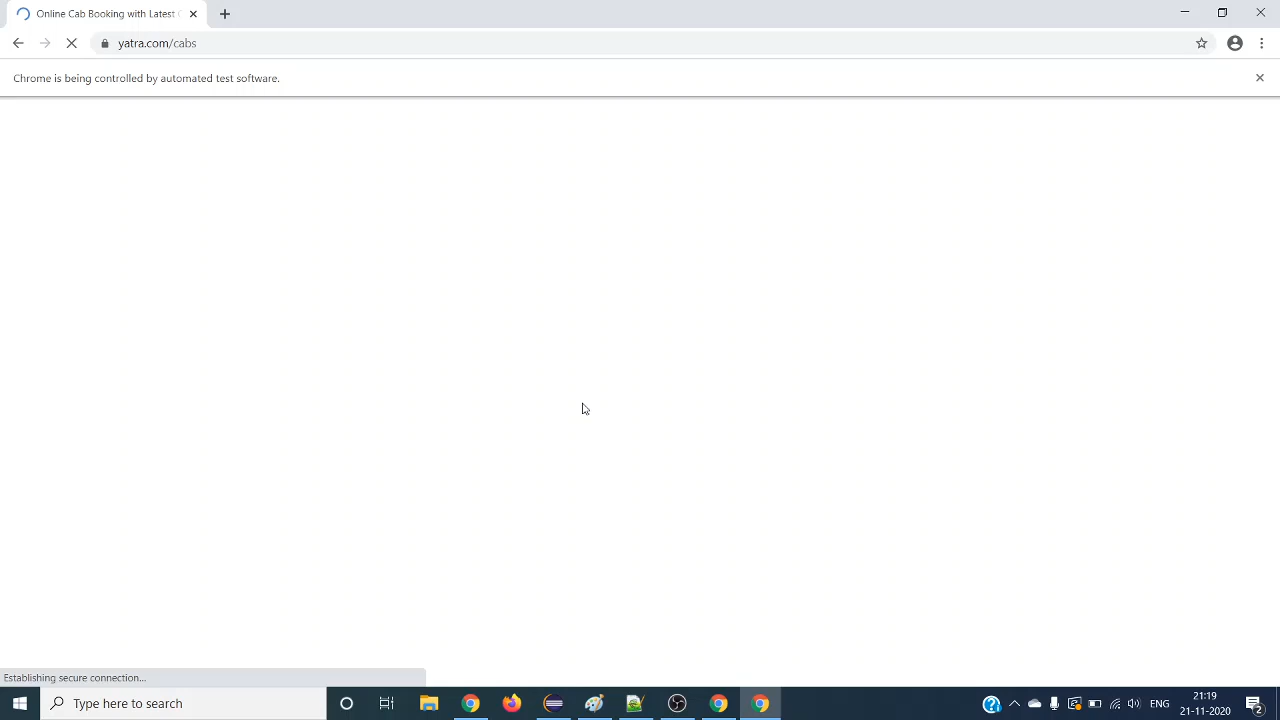 Online Cab Booking with Latest
yatra.com/cabs
Chrome is being controlled by automated test software.
Establishing secure connection...
Type here to search
ENG
21:19
21-11-2020
2